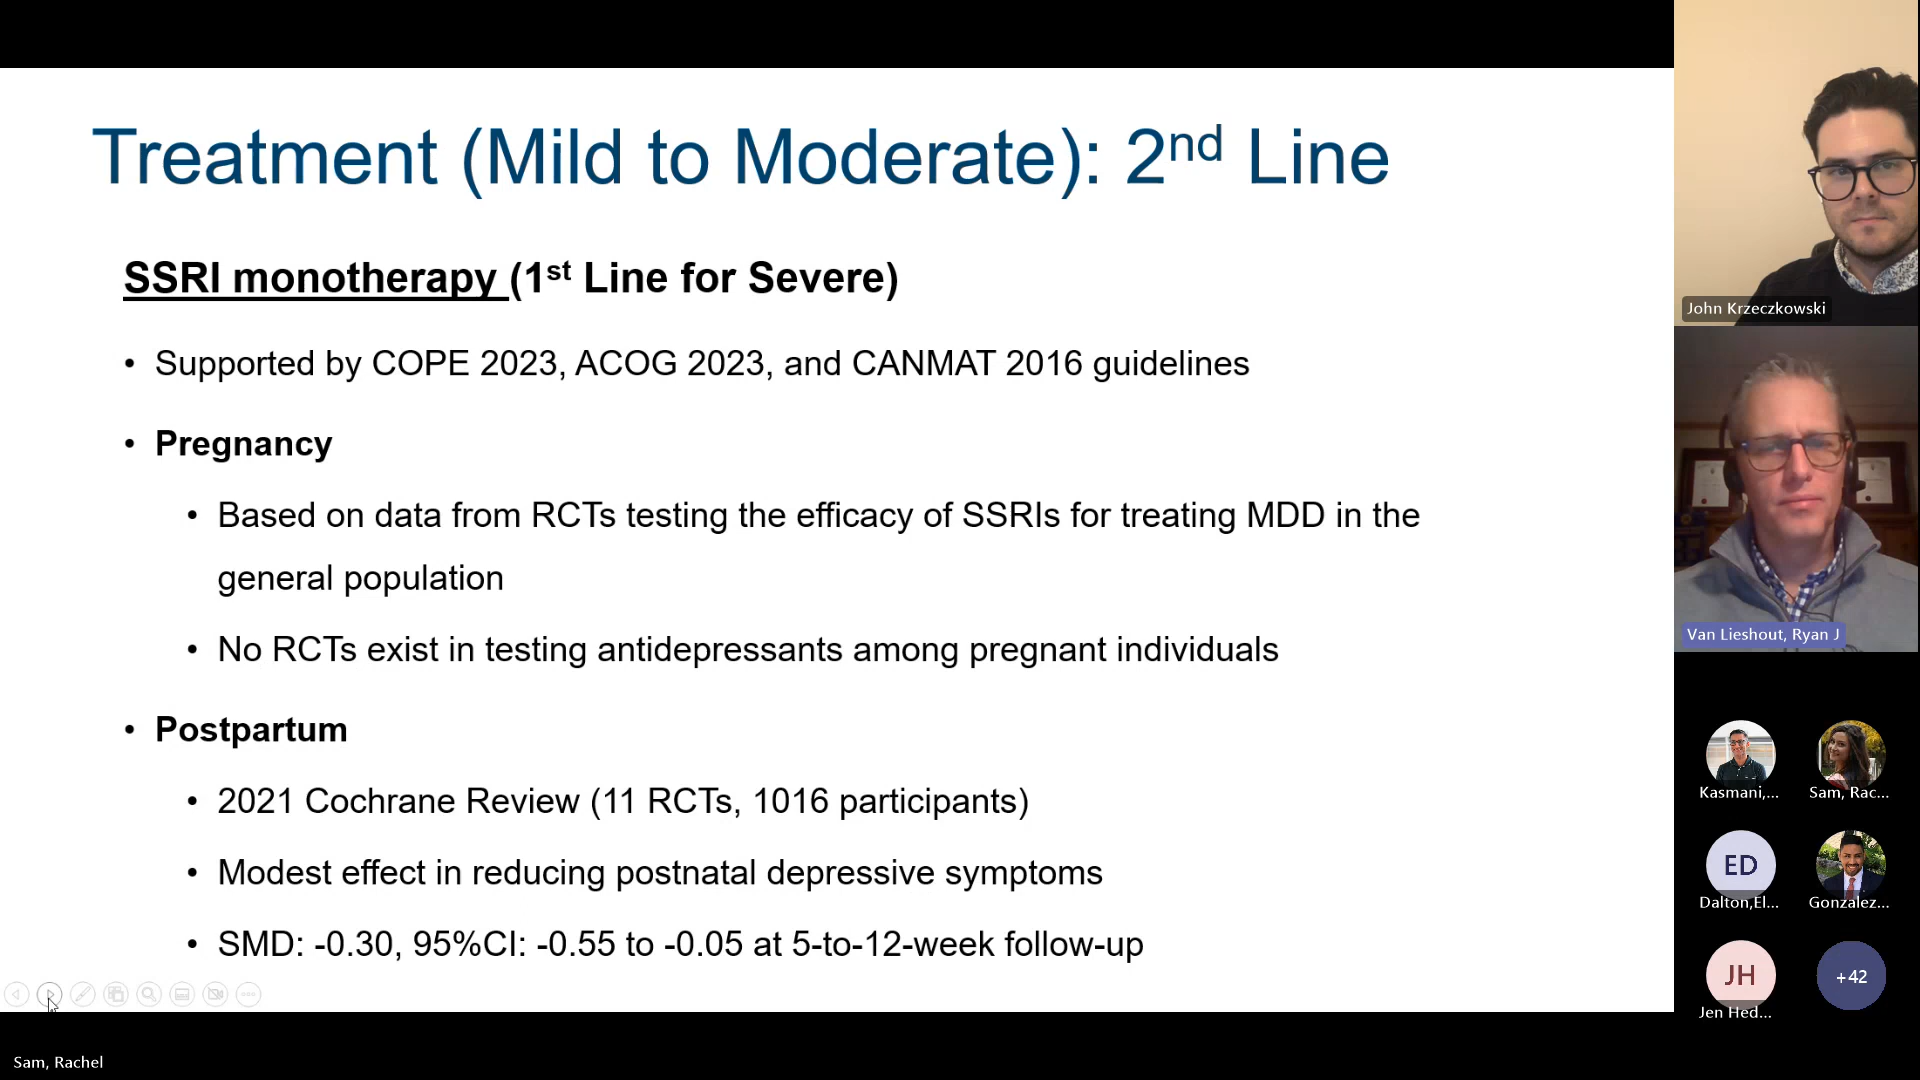 Treatment (Mild to Moderate): 2nd Line
SSRI monotherapy (1st Line for Severe)
• Supported by COPE 2023, ACOG 2023, and CANMAT 2016 guidelines
• Pregnancy
• Based on data from RCTs testing the efficacy of SSRIs for treating MDD in the
general population
• No RCTs exist in testing antidepressants among pregnant individuals
• Postpartum
• 2021 Cochrane Review (11 RCTs, 1016 participants)
• Modest effect in reducing postnatal depressive symptoms
• SMD: -0.30, 95%CI: -0.55 to -0.05 at 5-to-12-week follow-up
Sam, Rachel
John Krzeczkowski
Van Lieshout, Ryan J
Kasmani,...
Sam, Rac...
ED
Dalton,El...
Gonzalez...
JH
Jen Hed...
+42